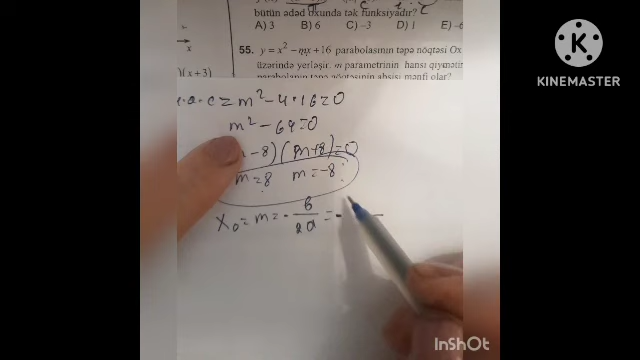 bütün ədəd oxunda tək funksiyadır?
A) 3 B) 6 C) −3 D) 1 E) −6
55. y = x² − mx + 16 parabolasının təpə nöqtəsi Ox
)(x + 3) üzərində yerləşir. m parametrinin hansı qiymətin
parabolanın təpə nöqtəsinin absisi mənfi olar?
·a·c = m² − 4·16 = 0
m² − 64 = 0
− 8) (m + 8) = 0
m = 8 m = −8
X₀ = m = − b/2a = −
KINEMASTER
InShOt